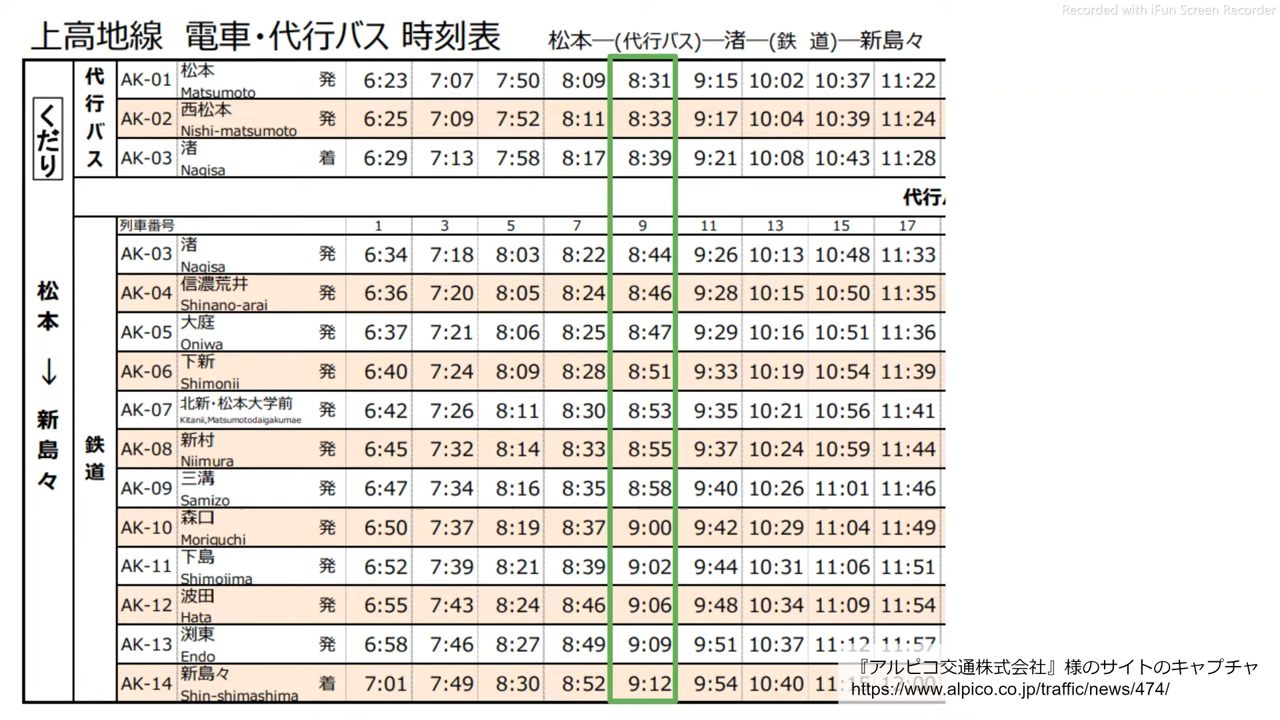 Recorded with iFun Screen Recorder
上高地線 電車・代行バス 時刻表 松本―(代行バス)―渚―(鉄 道)―新島々
くだり
松本→新島々
代行バス
AK-01 松本 Matsumoto 発 6:23 7:07 7:50 8:09 8:31 9:15 10:02 10:37 11:22
AK-02 西松本 Nishi-matsumoto 発 6:25 7:09 7:52 8:11 8:33 9:17 10:04 10:39 11:24
AK-03 渚 Nagisa 着 6:29 7:13 7:58 8:17 8:39 9:21 10:08 10:43 11:28
代行
鉄道
列車番号 1 3 5 7 9 11 13 15 17
AK-03 渚 Nagisa 発 6:34 7:18 8:03 8:22 8:44 9:26 10:13 10:48 11:33
AK-04 信濃荒井 Shinano-arai 発 6:36 7:20 8:05 8:24 8:46 9:28 10:15 10:50 11:35
AK-05 大庭 Oniwa 発 6:37 7:21 8:06 8:25 8:47 9:29 10:16 10:51 11:36
AK-06 下新 Shimonii 発 6:40 7:24 8:09 8:28 8:51 9:33 10:19 10:54 11:39
AK-07 北新・松本大学前 Kitanii,Matsumotodaigakumae 発 6:42 7:26 8:11 8:30 8:53 9:35 10:21 10:56 11:41
AK-08 新村 Niimura 発 6:45 7:32 8:14 8:33 8:55 9:37 10:24 10:59 11:44
AK-09 三溝 Samizo 発 6:47 7:34 8:16 8:35 8:58 9:40 10:26 11:01 11:46
AK-10 森口 Moriguchi 発 6:50 7:37 8:19 8:37 9:00 9:42 10:29 11:04 11:49
AK-11 下島 Shimojima 発 6:52 7:39 8:21 8:39 9:02 9:44 10:31 11:06 11:51
AK-12 波田 Hata 発 6:55 7:43 8:24 8:46 9:06 9:48 10:34 11:09 11:54
AK-13 渕東 Endo 発 6:58 7:46 8:27 8:49 9:09 9:51 10:37 11:12 11:57
AK-14 新島々 Shin-shimashima 着 7:01 7:49 8:30 8:52 9:12 9:54 10:40 11:15 12:00
『アルピコ交通株式会社』様のサイトのキャプチャ
https://www.alpico.co.jp/traffic/news/474/